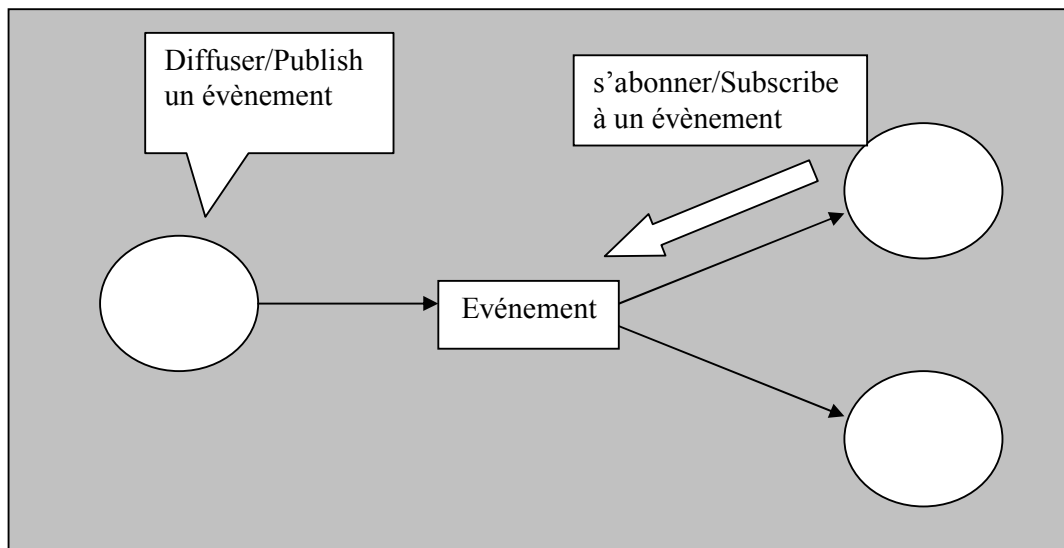 Diffuser/Publish
un évènement
s’abonner/Subscribe
à un évènement
Evénement